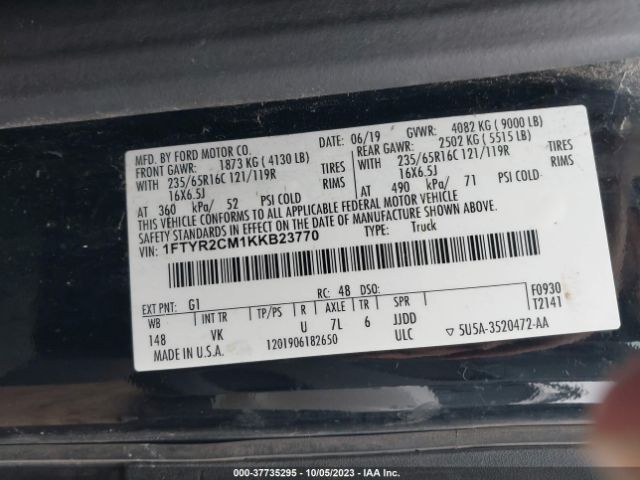 MFD. BY FORD MOTOR CO. DATE: 06/19 GVWR: 4082 KG ( 9000 LB)
FRONT GAWR: 1873 KG ( 4130 LB) REAR GAWR: 2502 KG ( 5515 LB)
WITH 235/65R16C 121/119R TIRES WITH 235/65R16C 121/119R TIRES
16X6.5J RIMS 16X6.5J RIMS
AT 360 kPa/ 52 PSI COLD AT 490 kPa/ 71 PSI COLD
THIS VEHICLE CONFORMS TO ALL APPLICABLE FEDERAL MOTOR VEHICLE
SAFETY AND THEFT PREVENTION STANDARDS IN EFFECT ON THE DATE OF MANUFACTURE SHOWN ABOVE.
VIN: 1FTYR2CM1KKB23770 TYPE: Truck
EXT PNT: G1 RC: 48 DSO: F0930
WB INT TR TP/PS R AXLE TR SPR T2141
148 VK U 7L 6 JJDD
MADE IN U.S.A. 1201906182650 ULC ▽ 5U5A-3520472-AA
000-37735295 - 10/05/2023 - IAA Inc.